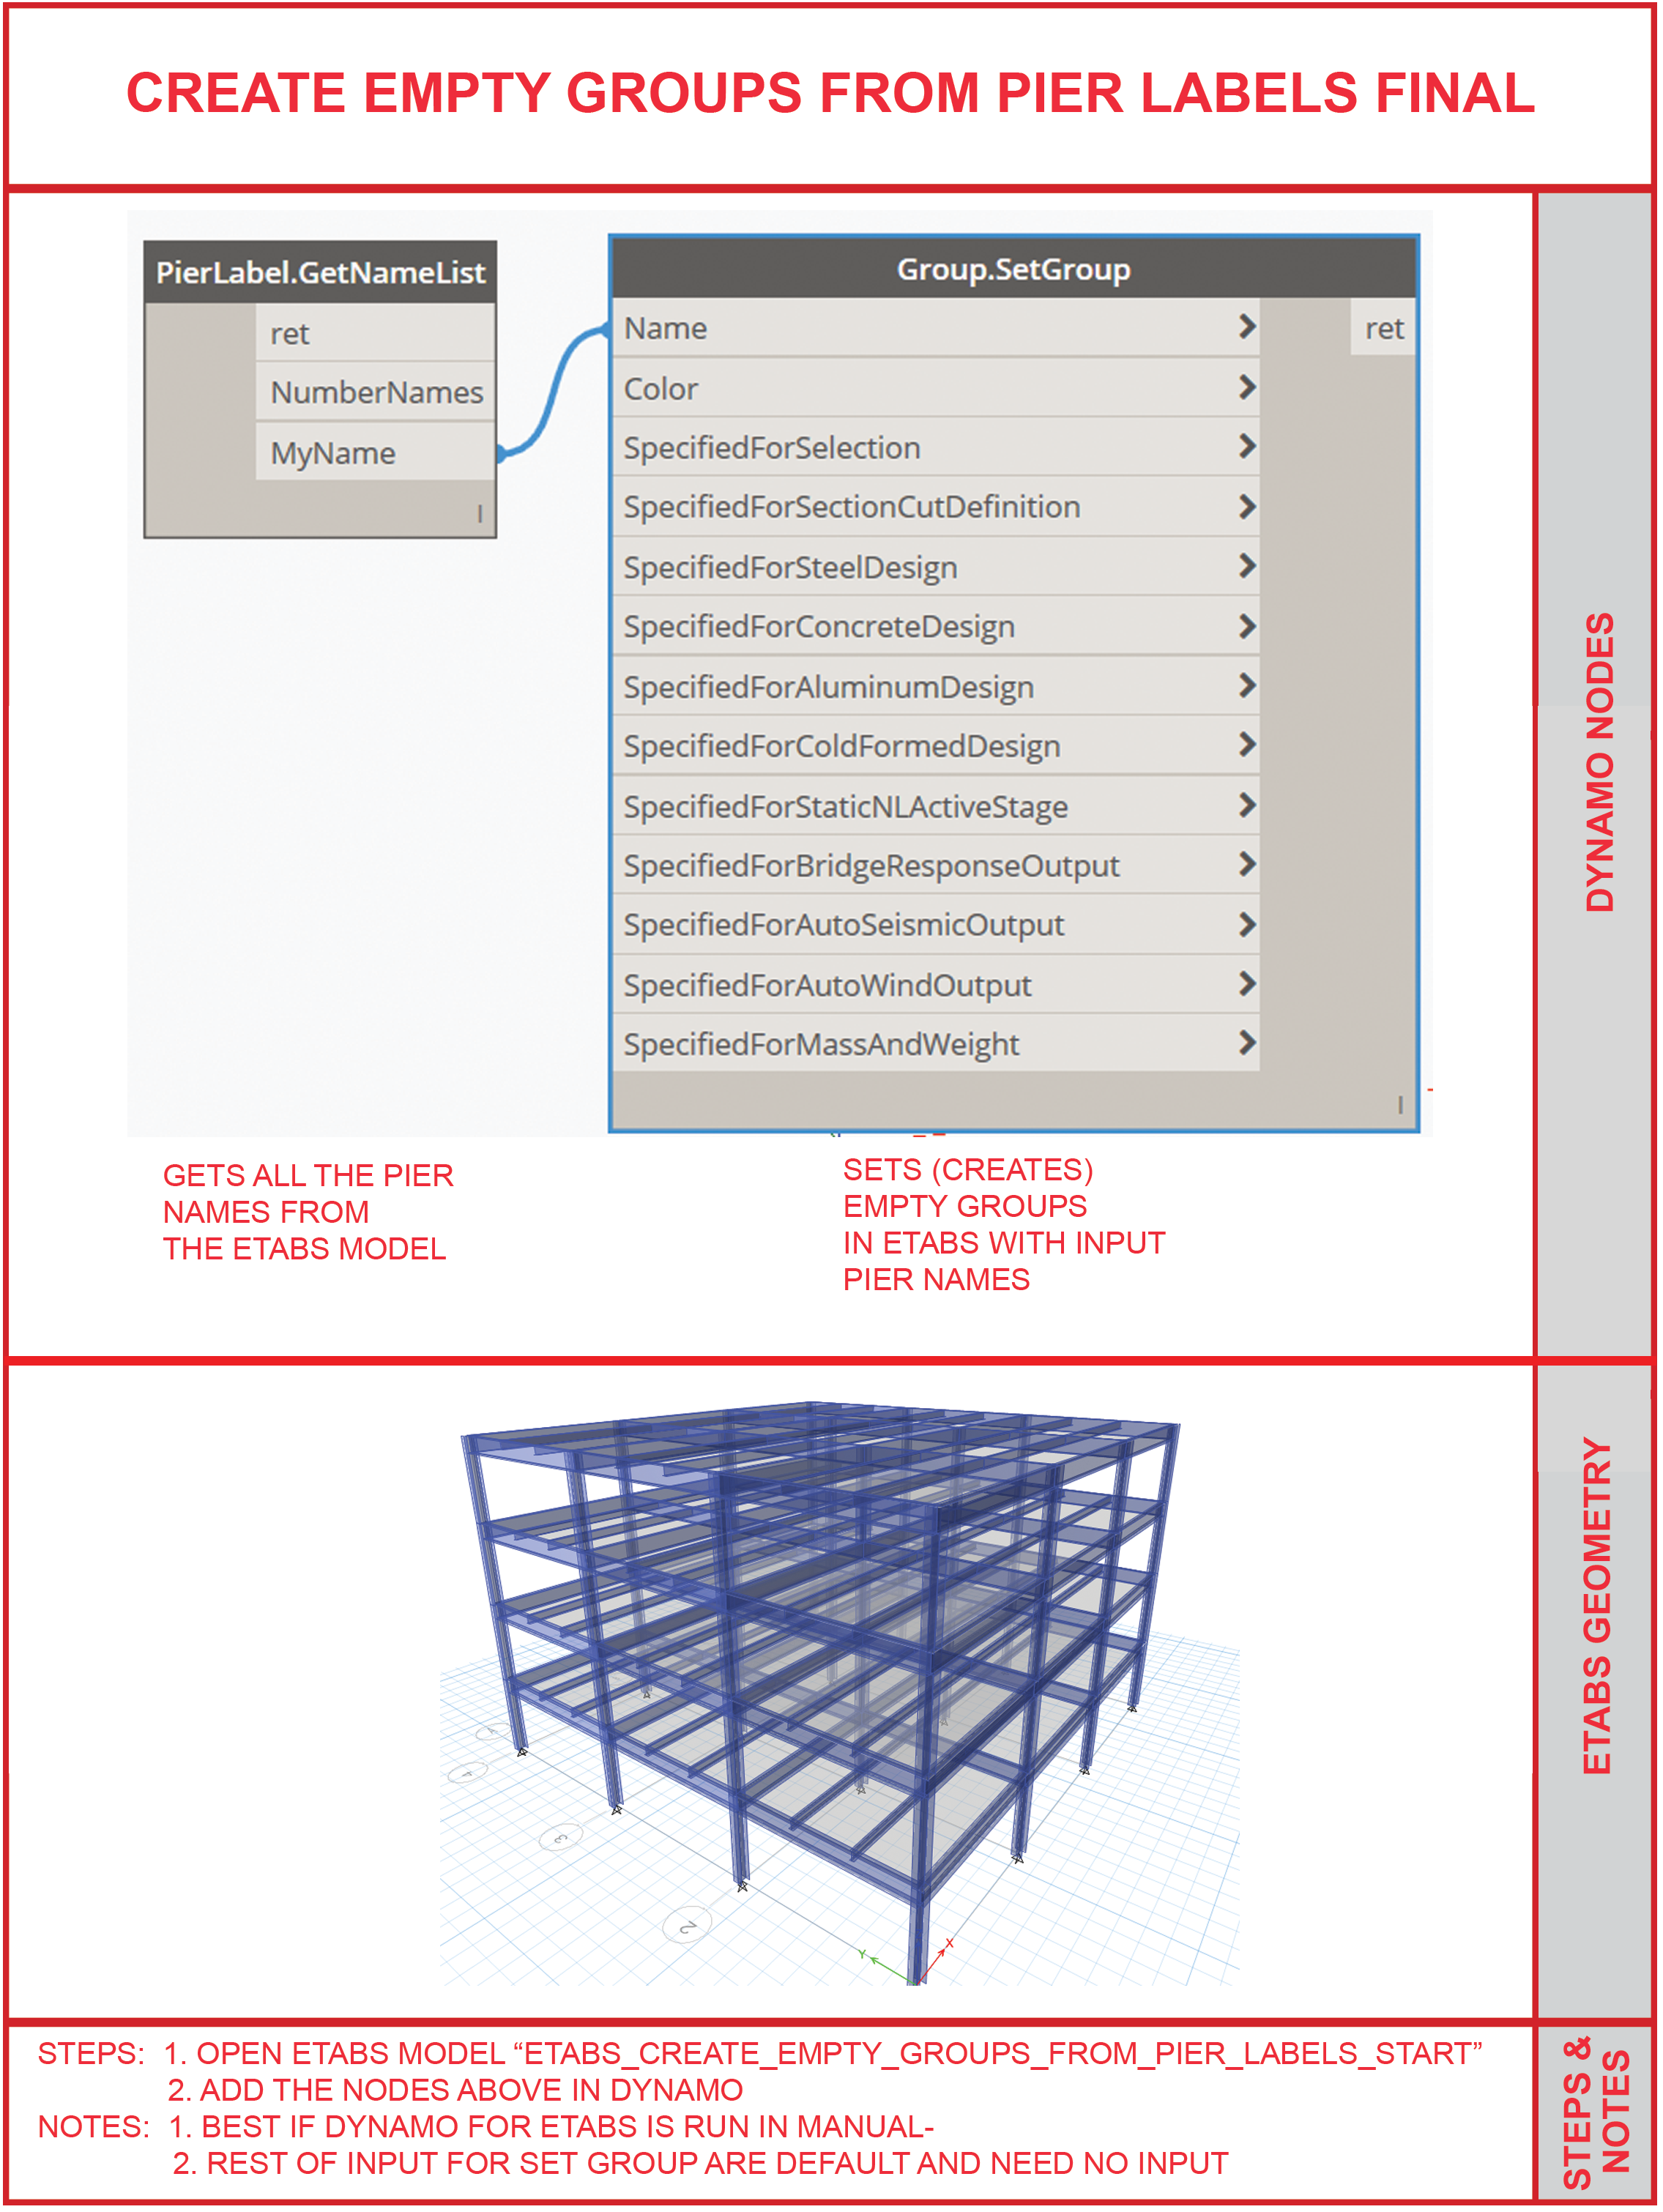 CREATE EMPTY GROUPS FROM PIER LABELS FINAL
PierLabel.GetNameList
ret
NumberNames
MyName
I
Group.SetGroup
Name
ret
Color
SpecifiedForSelection
SpecifiedForSectionCutDefinition
SpecifiedForSteelDesign
SpecifiedForConcreteDesign
SpecifiedForAluminumDesign
SpecifiedForColdFormedDesign
SpecifiedForStaticNLActiveStage
SpecifiedForBridgeResponseOutput
SpecifiedForAutoSeismicOutput
SpecifiedForAutoWindOutput
SpecifiedForMassAndWeight
I
GETS ALL THE PIER
NAMES FROM
THE ETABS MODEL
SETS (CREATES)
EMPTY GROUPS
IN ETABS WITH INPUT
PIER NAMES
DYNAMO NODES
3
2
Y
X
ETABS GEOMETRY
STEPS: 1. OPEN ETABS MODEL “ETABS_CREATE_EMPTY_GROUPS_FROM_PIER_LABELS_START”
2. ADD THE NODES ABOVE IN DYNAMO
NOTES: 1. BEST IF DYNAMO FOR ETABS IS RUN IN MANUAL-
2. REST OF INPUT FOR SET GROUP ARE DEFAULT AND NEED NO INPUT
STEPS &
NOTES